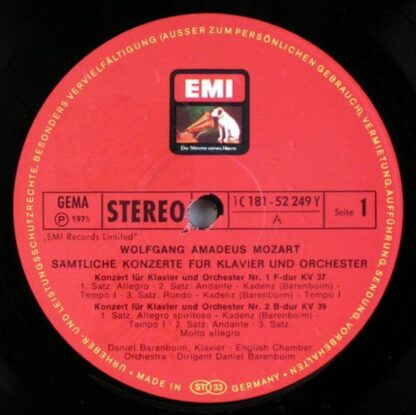 URHEBER- UND LEISTUNGSSCHUTZRECHTE, BESONDERS VERVIELFÄLTIGUNG (AUSSER ZUM PERSÖNLICHEN GEBRAUCH), VERMIETUNG, AUFFÜHRUNG, SENDUNG, VORBEHALTEN
EMI
Die Stimme seines Herrn
GEMA
Ⓟ 1975
STEREO
1C 181-52 249 Y
A
Seite 1
"EMI Records Limited"
WOLFGANG AMADEUS MOZART
SÄMTLICHE KONZERTE FÜR KLAVIER UND ORCHESTER
Konzert für Klavier und Orchester Nr. 1 F-dur KV 37
1. Satz: Allegro - 2. Satz: Andante - Kadenz (Barenboim) -
Tempo I - 3. Satz: Rondo - Kadenz (Barenboim) - Tempo I
Konzert für Klavier und Orchester Nr. 2 B-dur KV 39
1. Satz: Allegro spiritoso - Kadenz (Barenboim) -
Tempo I - 2. Satz: Andante - 3. Satz:
Molto allegro
Daniel Barenboim, Klavier - English Chamber
Orchestra - Dirigent Daniel Barenboim
• MADE IN STEREO 33 GERMANY •